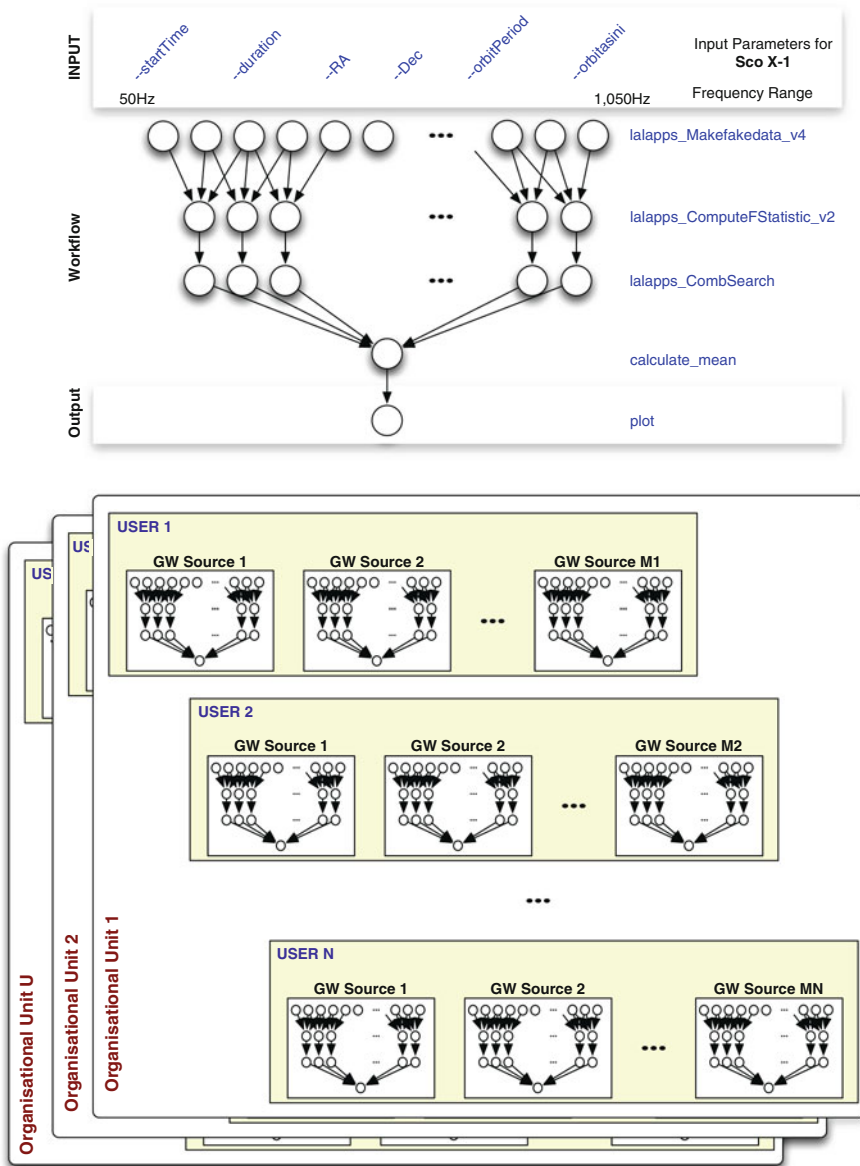 INPUT
--startTime
--duration
--RA
--Dec
--orbitPeriod
--orbitasini
Input Parameters for
Sco X-1
50Hz
1,050Hz
Frequency Range
Workflow
lalapps_Makefakedata_v4
lalapps_ComputeFStatistic_v2
lalapps_CombSearch
calculate_mean
Output
plot
Organisational Unit U
US
Organisational Unit 2
US
Organisational Unit 1
USER 1
GW Source 1
GW Source 2
GW Source M1
USER 2
GW Source 1
GW Source 2
GW Source M2
USER N
GW Source 1
GW Source 2
GW Source MN